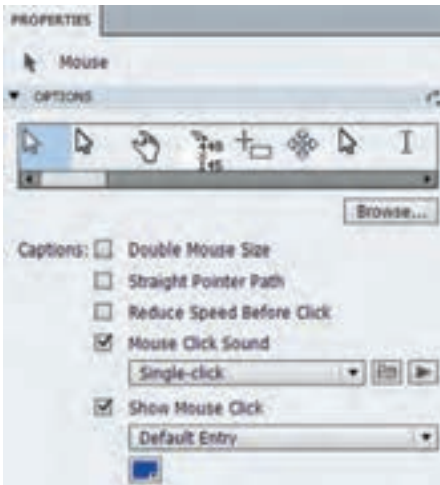 PROPERTIES
Mouse
OPTIONS
Browse...
Captions: Double Mouse Size
Straight Pointer Path
Reduce Speed Before Click
Mouse Click Sound
Single-click
Show Mouse Click
Default Entry